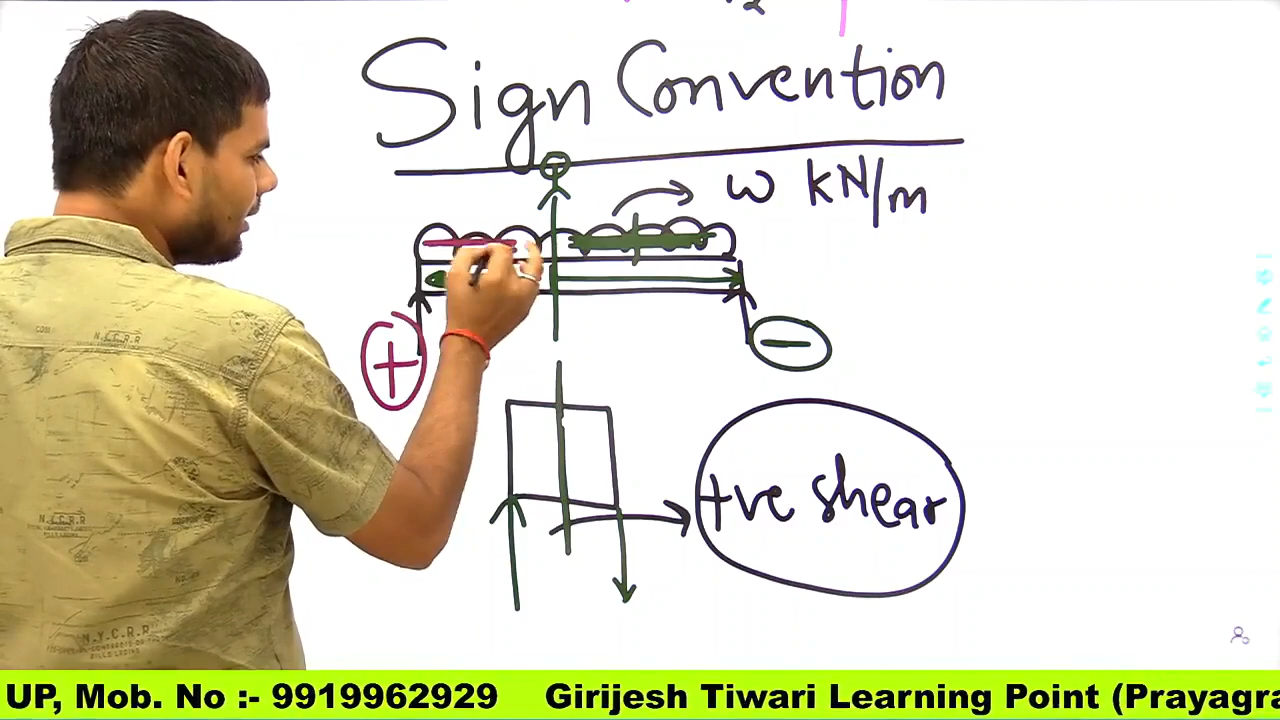 Sign Convention
w kN/m
+
−
+ve shear
N.Y.C.R.R
N.Y.C.R.R
UP, Mob. No :- 9919962929 Girijesh Tiwari Learning Point (Prayagra